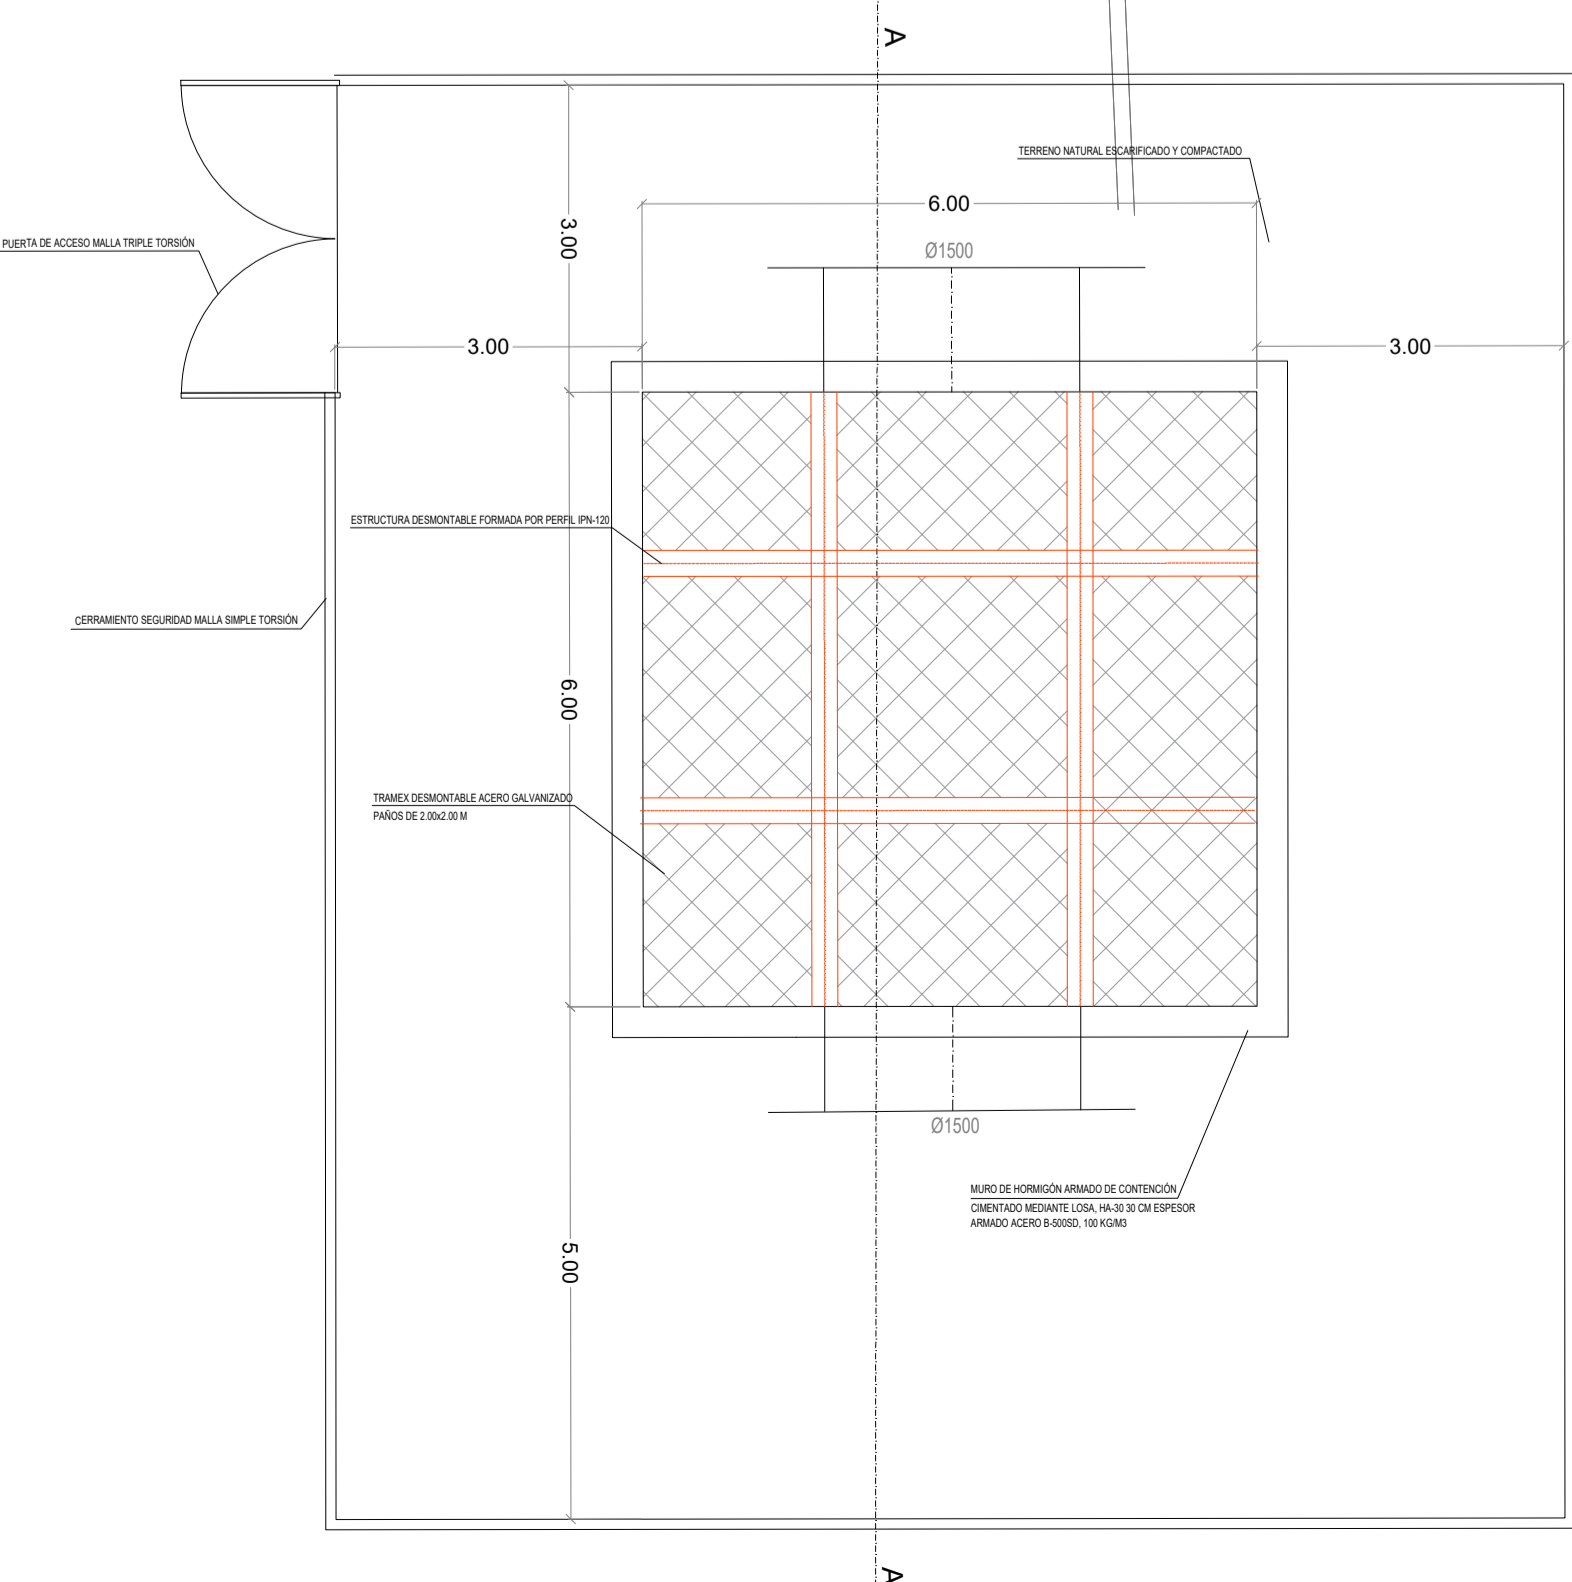 A
TERRENO NATURAL ESCARIFICADO Y COMPACTADO
6.00
3.00
PUERTA DE ACCESO MALLA TRIPLE TORSIÓN
Ø1500
3.00
3.00
ESTRUCTURA DESMONTABLE FORMADA POR PERFIL IPN-120
CERRAMIENTO SEGURIDAD MALLA SIMPLE TORSIÓN
6.00
TRAMEX DESMONTABLE ACERO GALVANIZADO
PAÑOS DE 2.00x2.00 M
Ø1500
MURO DE HORMIGÓN ARMADO DE CONTENCIÓN
CIMENTADO MEDIANTE LOSA, HA-30 30 CM ESPESOR
ARMADO ACERO B-500SD, 100 KG/M3
5.00
A